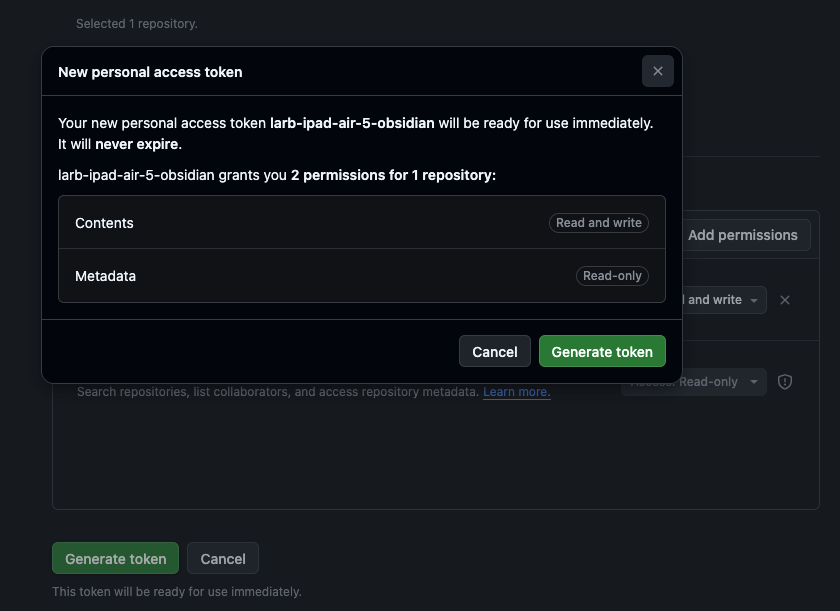 Selected 1 repository.
New personal access token
Your new personal access token larb-ipad-air-5-obsidian will be ready for use immediately.
It will never expire.
larb-ipad-air-5-obsidian grants you 2 permissions for 1 repository:
Contents
Read and write
Metadata
Read-only
Cancel
Generate token
Add permissions
and write
Search repositories, list collaborators, and access repository metadata. Learn more.
Read-only
Generate token
Cancel
This token will be ready for use immediately.